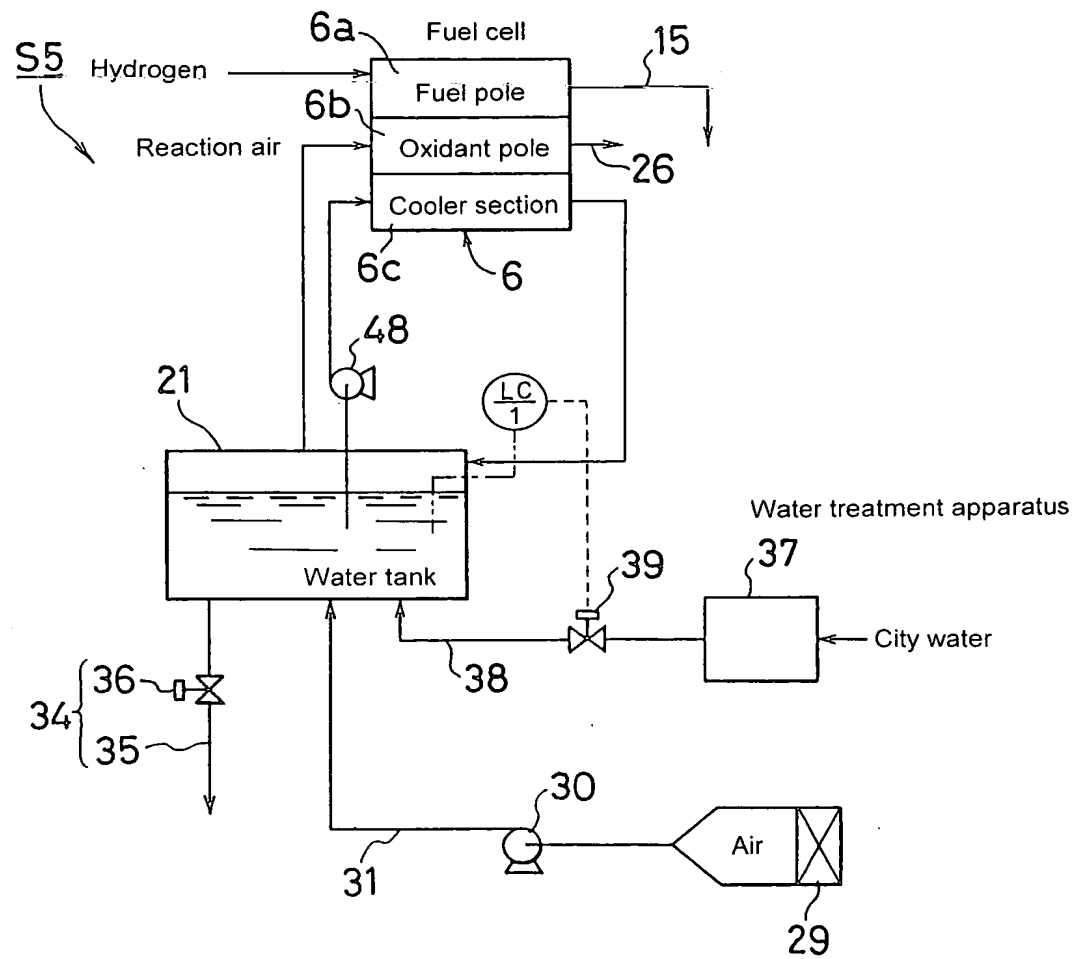 Fuel cell
S5
Hydrogen
6a
Fuel pole
15
Reaction air
6b
Oxidant pole
26
Cooler section
6c
6
48
21
LC
1
Water tank
Water treatment apparatus
37
39
City water
38
36
34
35
30
31
Air
29